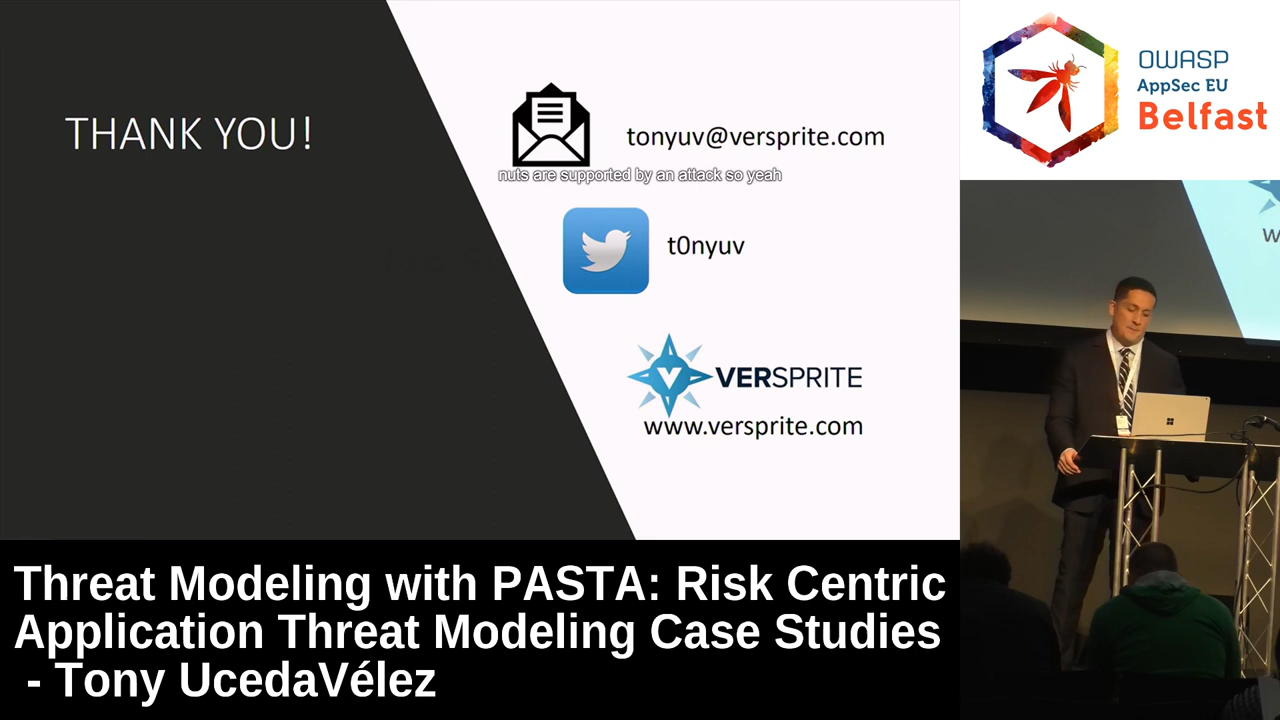 THANK YOU!
tonyuv@versprite.com
nuts are supported by an attack so yeah
t0nyuv
VERSPRITE
www.versprite.com
OWASP
AppSec EU
Belfast
w
Threat Modeling with PASTA: Risk Centric
Application Threat Modeling Case Studies
- Tony UcedaVélez